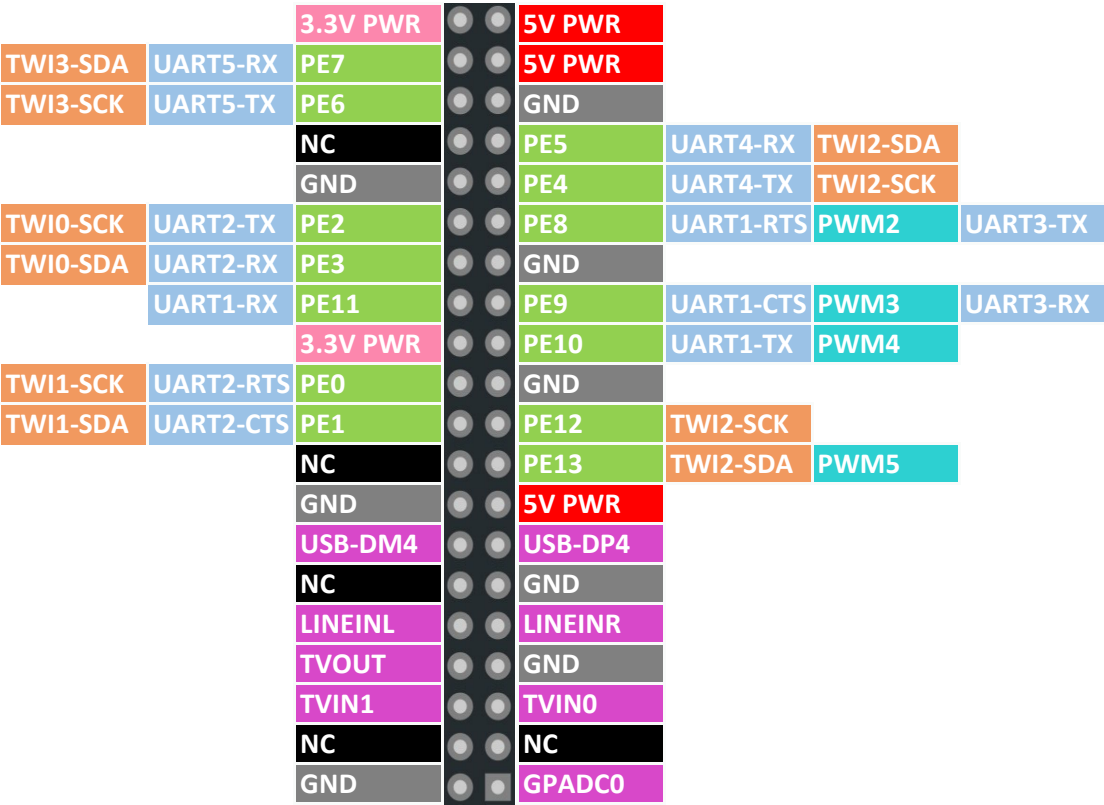 3.3V PWR 5V PWR
TWI3-SDA UART5-RX PE7 5V PWR
TWI3-SCK UART5-TX PE6 GND
NC PE5 UART4-RX TWI2-SDA
GND PE4 UART4-TX TWI2-SCK
TWI0-SCK UART2-TX PE2 PE8 UART1-RTS PWM2 UART3-TX
TWI0-SDA UART2-RX PE3 GND
UART1-RX PE11 PE9 UART1-CTS PWM3 UART3-RX
3.3V PWR PE10 UART1-TX PWM4
TWI1-SCK UART2-RTS PE0 GND
TWI1-SDA UART2-CTS PE1 PE12 TWI2-SCK
NC PE13 TWI2-SDA PWM5
GND 5V PWR
USB-DM4 USB-DP4
NC GND
LINEINL LINEINR
TVOUT GND
TVIN1 TVIN0
NC NC
GND GPADC0